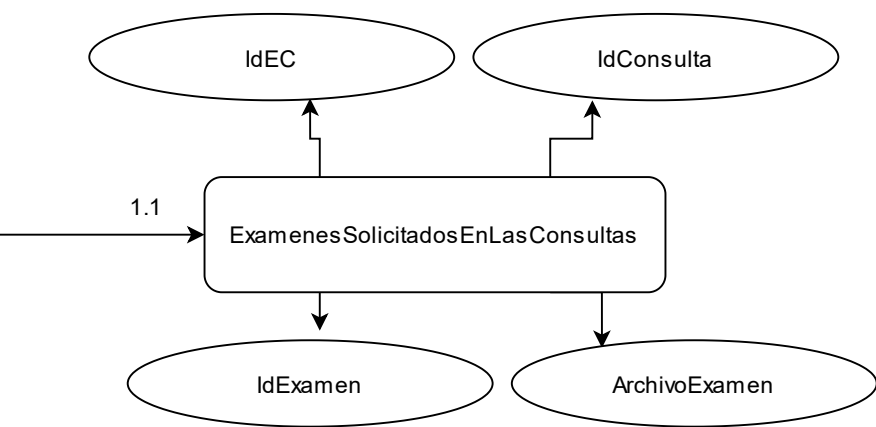 IdEC
IdConsulta
1.1
ExamenesSolicitadosEnLasConsultas
IdExamen
ArchivoExamen